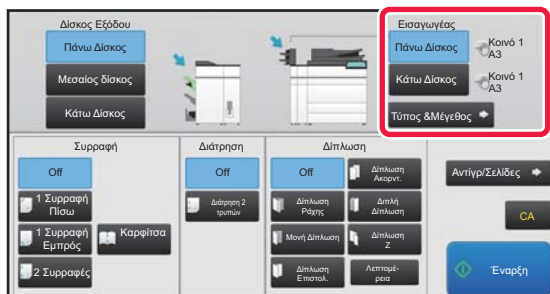 Δίσκος Εξόδου
Πάνω Δίσκος
Μεσαίος δίσκος
Κάτω Δίσκος
Εισαγωγέας
Πάνω Δίσκος
Κοινό 1
A3
Κάτω Δίσκος
Κοινό 1
A3
Τύπος &Μέγεθος
Συρραφή
Off
1 Συρραφή
Πίσω
1 Συρραφή
Εμπρός
Καρφίτσα
2 Συρραφές
Διάτρηση
Off
Διάτρηση 2
τρυπών
Δίπλωση
Off
Δίπλωση
Ακορντ.
Δίπλωση
Ράχης
Διπλή
Δίπλωση
Μονή Δίπλωση
Δίπλωση
Z
Δίπλωση
Επιστολ.
Λεπτομέ-
ρεια
Αντίγρ/Σελίδες
CA
Έναρξη